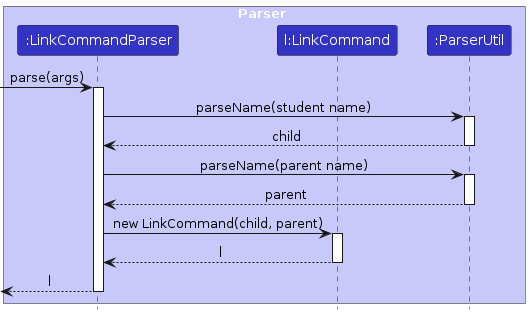 Parser
:LinkCommandParser
l:LinkCommand
:ParserUtil
parse(args)
parseName(student name)
child
parseName(parent name)
parent
new LinkCommand(child, parent)
l
l